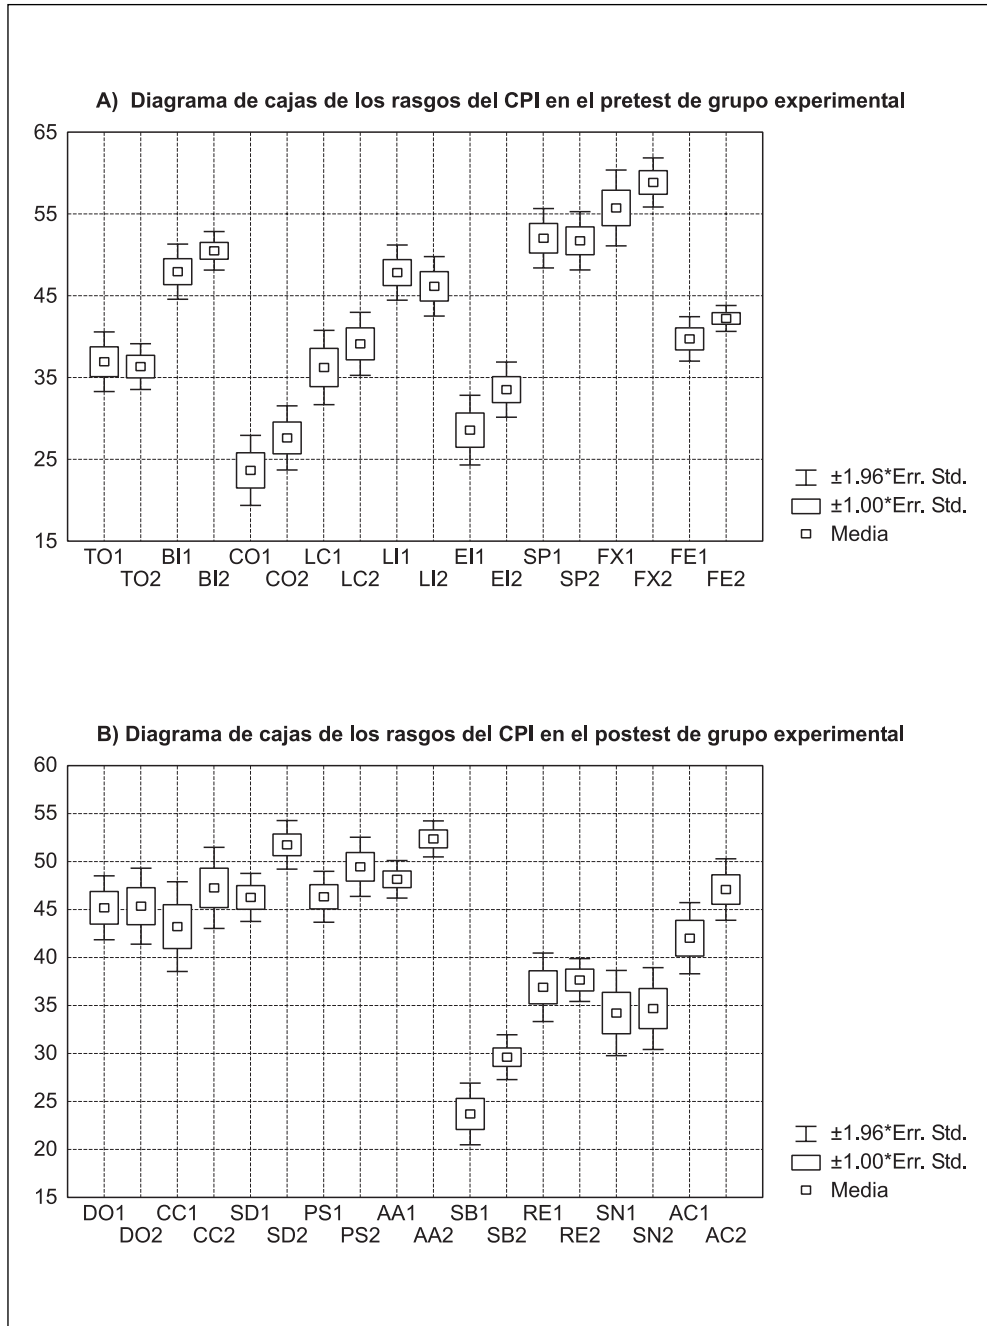 A) Diagrama de cajas de los rasgos del CPI en el pretest de grupo experimental
65
55
45
35
25
15
TO1 BI1 CO1 LC1 LI1 EI1 SP1 FX1 FE1
TO2 BI2 CO2 LC2 LI2 EI2 SP2 FX2 FE2
±1.96*Err. Std.
±1.00*Err. Std.
Media
B) Diagrama de cajas de los rasgos del CPI en el postest de grupo experimental
60
55
50
45
40
35
30
25
20
15
DO1 CC1 SD1 PS1 AA1 SB1 RE1 SN1 AC1
DO2 CC2 SD2 PS2 AA2 SB2 RE2 SN2 AC2
±1.96*Err. Std.
±1.00*Err. Std.
Media